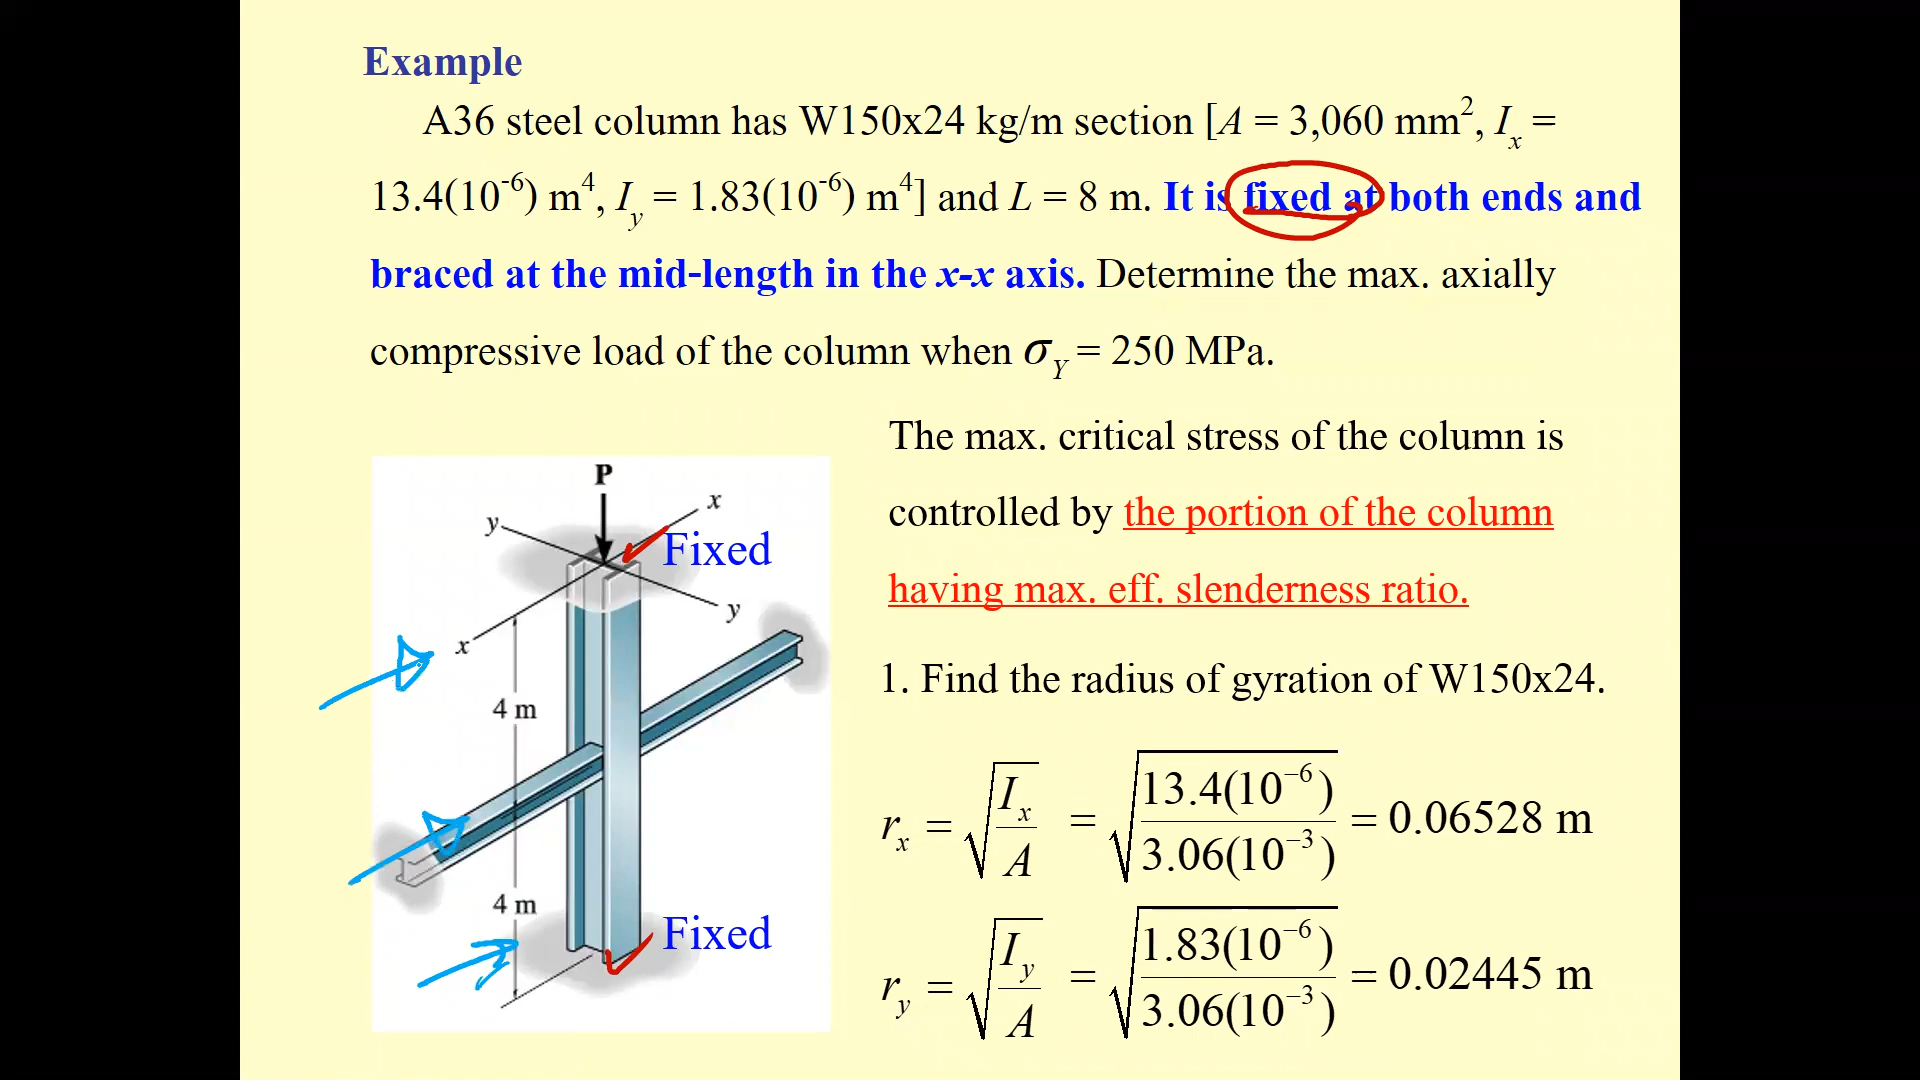 Example
A36 steel column has W150x24 kg/m section [A = 3,060 mm², Iₓ =
13.4(10⁻⁶) m⁴, I_y = 1.83(10⁻⁶) m⁴] and L = 8 m. It is fixed at both ends and
braced at the mid-length in the x-x axis. Determine the max. axially
compressive load of the column when σ_Y = 250 MPa.
The max. critical stress of the column is
controlled by the portion of the column
having max. eff. slenderness ratio.
1. Find the radius of gyration of W150x24.
rₓ = √(Iₓ/A) = √(13.4(10⁻⁶)/3.06(10⁻³)) = 0.06528 m
r_y = √(I_y/A) = √(1.83(10⁻⁶)/3.06(10⁻³)) = 0.02445 m
P
x
y
Fixed
y
x
4 m
4 m
Fixed